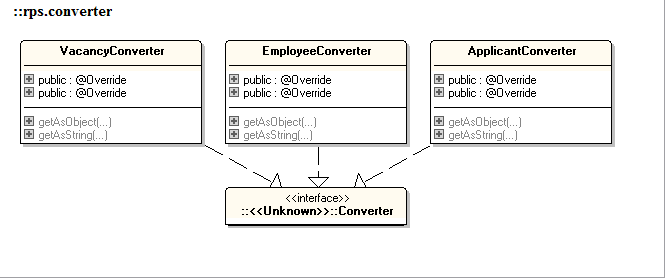 ::rps.converter
VacancyConverter
public : @Override
public : @Override
getAsObject(...)
getAsString(...)
EmployeeConverter
public : @Override
public : @Override
getAsObject(...)
getAsString(...)
ApplicantConverter
public : @Override
public : @Override
getAsObject(...)
getAsString(...)
<<interface>>
::<<Unknown>>::Converter